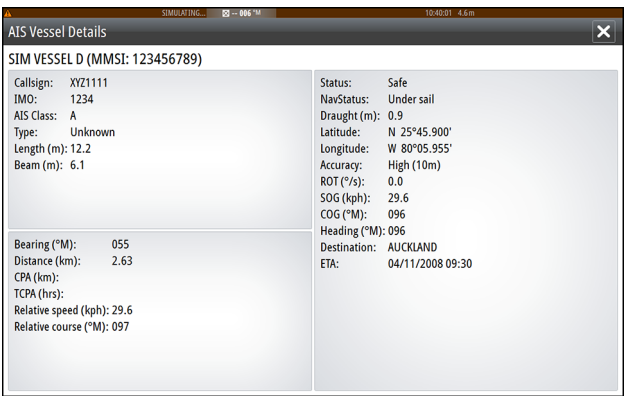 SIMULATING... -- 006 °M 10:40:01 4.6m
AIS Vessel Details
SIM VESSEL D (MMSI: 123456789)
Callsign: XYZ1111
IMO: 1234
AIS Class: A
Type: Unknown
Length (m): 12.2
Beam (m): 6.1
Bearing (°M): 055
Distance (km): 2.63
CPA (km):
TCPA (hrs):
Relative speed (kph): 29.6
Relative course (°M): 097
Status: Safe
NavStatus: Under sail
Draught (m): 0.9
Latitude: N 25°45.900'
Longitude: W 80°05.955'
Accuracy: High (10m)
ROT (°/s): 0.0
SOG (kph): 29.6
COG (°M): 096
Heading (°M): 096
Destination: AUCKLAND
ETA: 04/11/2008 09:30